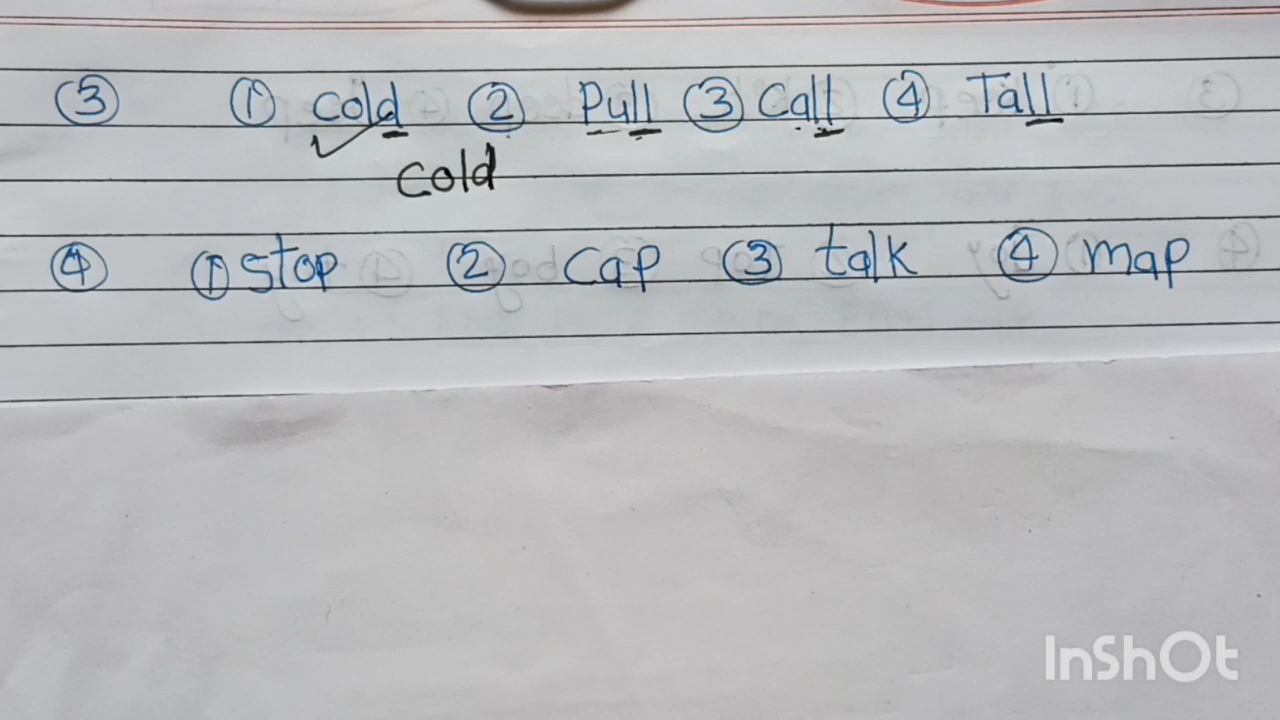 ③ ① cold ② Pull ③ Call ④ Tall
cold
④ ① stop ② cap ③ talk ④ map
InShOt